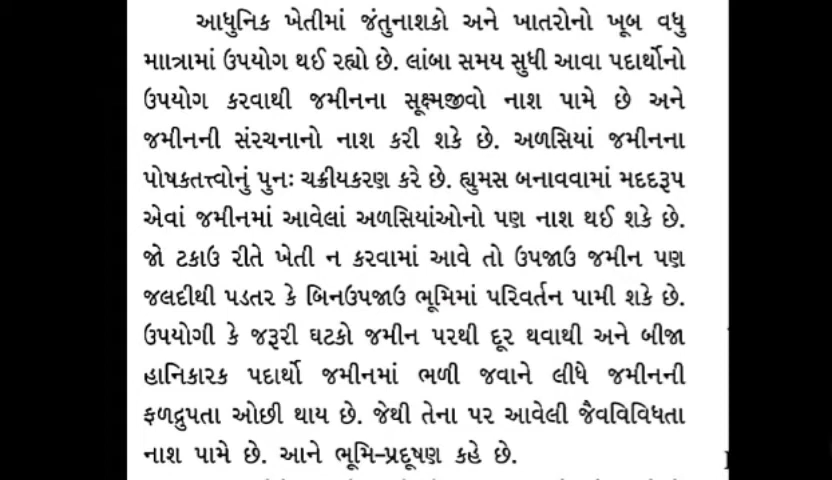 આધુનિક ખેતીમાં જંતુનાશકો અને ખાતરોનો ખૂબ વધુ
માાત્રામાં ઉપયોગ થઈ રહ્યો છે. લાંબા સમય સુધી આવા પદાર્થોનો
ઉપયોગ કરવાથી જમીનના સૂક્ષ્મજીવો નાશ પામે છે અને
જમીનની સંરચનાનો નાશ કરી શકે છે. અળસિયાં જમીનના
પોષકતત્ત્વોનું પુનઃ ચક્રીયકરણ કરે છે. હ્યુમસ બનાવવામાં મદદરૂપ
એવાં જમીનમાં આવેલાં અળસિયાંઓનો પણ નાશ થઈ શકે છે.
જો ટકાઉ રીતે ખેતી ન કરવામાં આવે તો ઉપજાઉ જમીન પણ
જલદીથી પડતર કે બિનઉપજાઉ ભૂમિમાં પરિવર્તન પામી શકે છે.
ઉપયોગી કે જરૂરી ઘટકો જમીન પરથી દૂર થવાથી અને બીજા
હાનિકારક પદાર્થો જમીનમાં ભળી જવાને લીધે જમીનની
ફળદ્રુપતા ઓછી થાય છે. જેથી તેના પર આવેલી જૈવવિવિધતા
નાશ પામે છે. આને ભૂમિ-પ્રદૂષણ કહે છે.